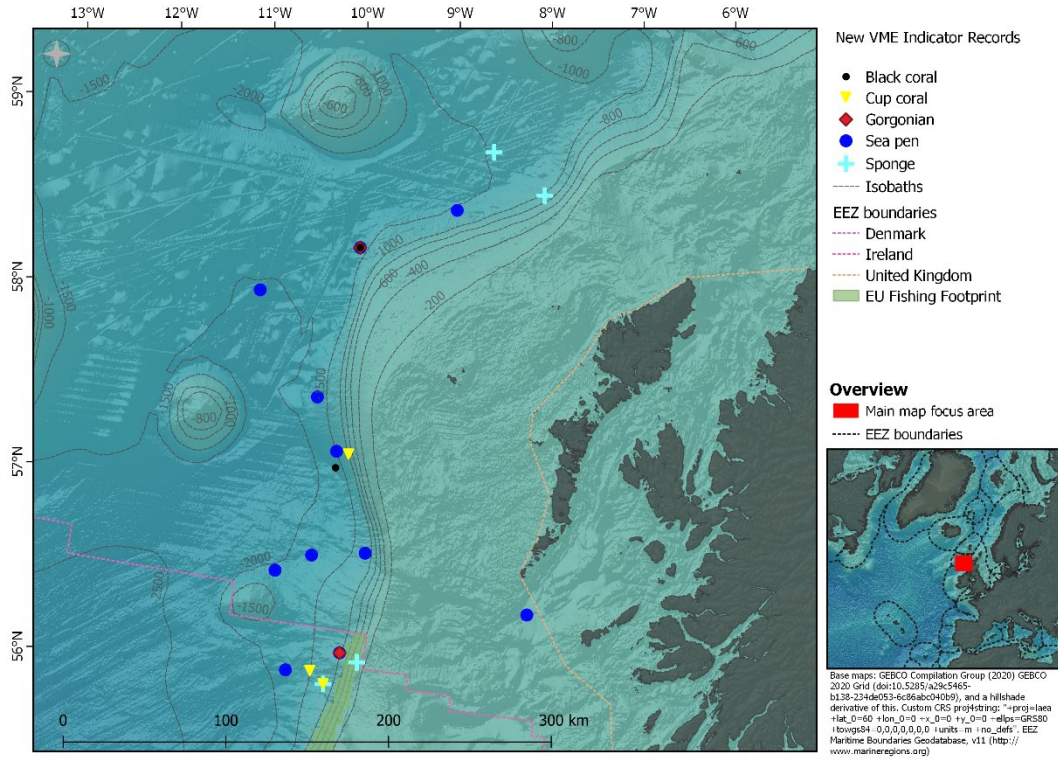 13°W 12°W 11°W 10°W 9°W 8°W 7°W 6°W
59°N
58°N
57°N
56°N
-1500
-2000
-1000
-800
-600
-800
-1000
-600
-800
-1000
-600
-400
-200
-1500
-1000
-1500
-1000
-800
-2000
-1500
-2500
0 100 200 300 km
New VME Indicator Records
Black coral
Cup coral
Gorgonian
Sea pen
Sponge
Isobaths
EEZ boundaries
Denmark
Ireland
United Kingdom
EU Fishing Footprint
Overview
Main map focus area
EEZ boundaries
Base maps: GEBCO Compilation Group (2020) GEBCO
2020 Grid (doi:10.5285/a29c5465-
b138-234de053-6c86abc040b9), and a hillshade
derivative of this. Custom CRS proj4string: "+proj=laea
+lat_0=60 +lon_0=0 +x_0=0 +y_0=0 +ellps=GRS80
+towgs84=0,0,0,0,0,0,0 +units=m +no_defs". EEZ
Maritime Boundaries Geodatabase, v11 (http://
www.marineregions.org)